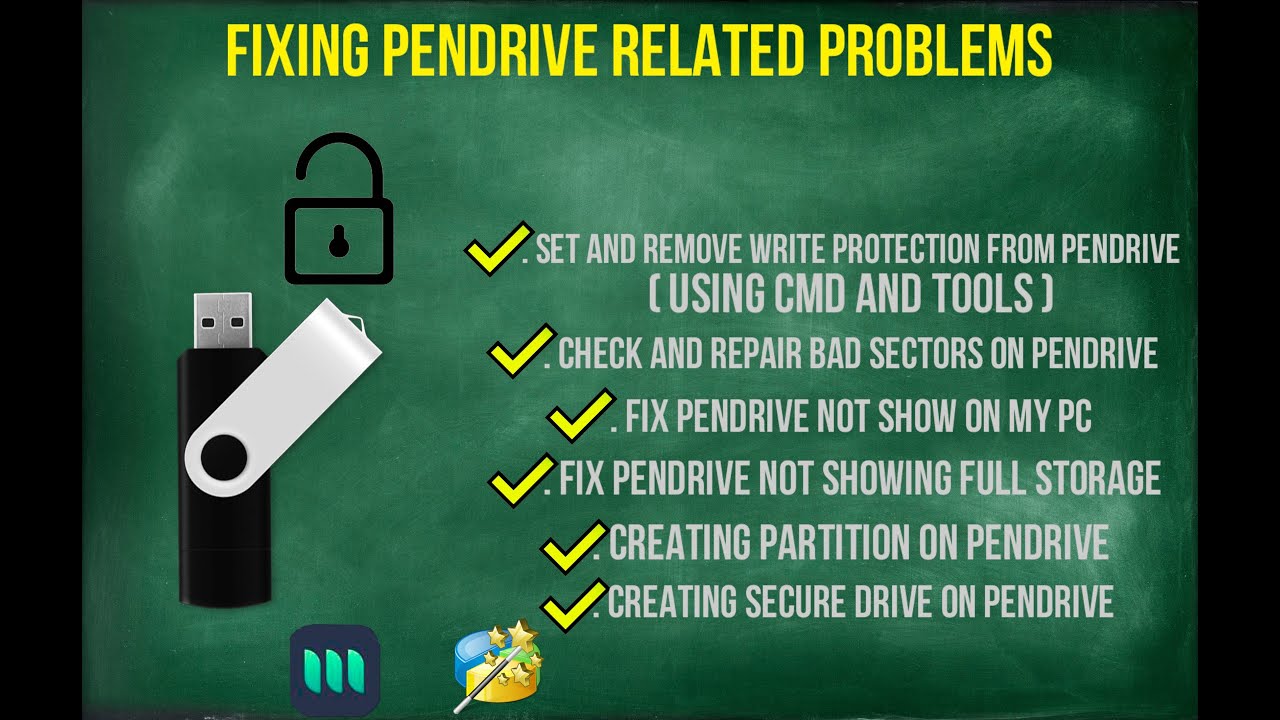 FIXING PENDRIVE RELATED PROBLEMS
. SET AND REMOVE WRITE PROTECTION FROM PENDRIVE
( USING CMD AND TOOLS )
. CHECK AND REPAIR BAD SECTORS ON PENDRIVE
. FIX PENDRIVE NOT SHOW ON MY PC
. FIX PENDRIVE NOT SHOWING FULL STORAGE
. CREATING PARTITION ON PENDRIVE
. CREATING SECURE DRIVE ON PENDRIVE